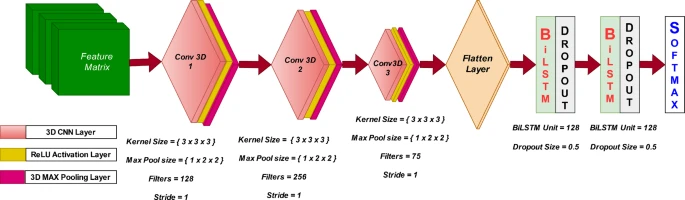 Feature
Matrix
Conv 3D
1
Conv 3D
2
Conv3D
3
Flatten
Layer
BiLSTM
DROPOUT
BiLSTM
DROPOUT
SOFTMAX
3D CNN Layer
ReLU Activation Layer
3D MAX Pooling Layer
Kernel Size = { 3 x 3 x 3 }
Max Pool size = { 1 x 2 x 2 }
Filters = 128
Stride = 1
Kernel Size = { 3 x 3 x 3 }
Max Pool Size = { 1 x 2 x 2 }
Filters = 256
Stride = 1
Kernel Size = { 3 x 3 x 3 }
Max Pool Size = { 1 x 2 x 2 }
Filters = 75
Stride = 1
BiLSTM Unit = 128
Dropout Size = 0.5
BiLSTM Unit = 128
Dropout Size = 0.5